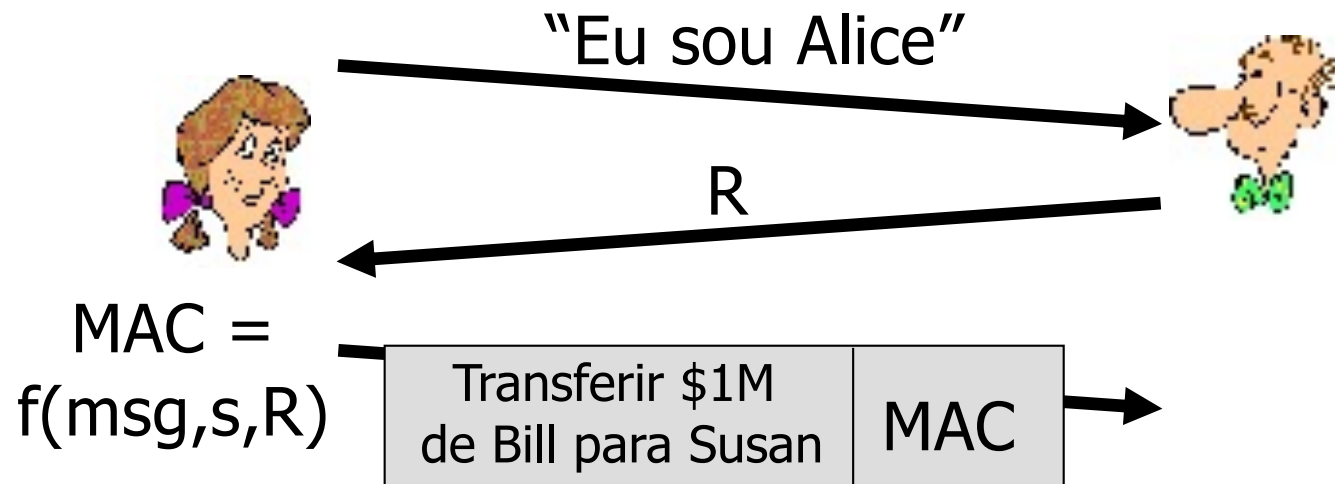 “Eu sou Alice”
R
MAC =
f(msg,s,R)
Transferir $1M
de Bill para Susan
MAC